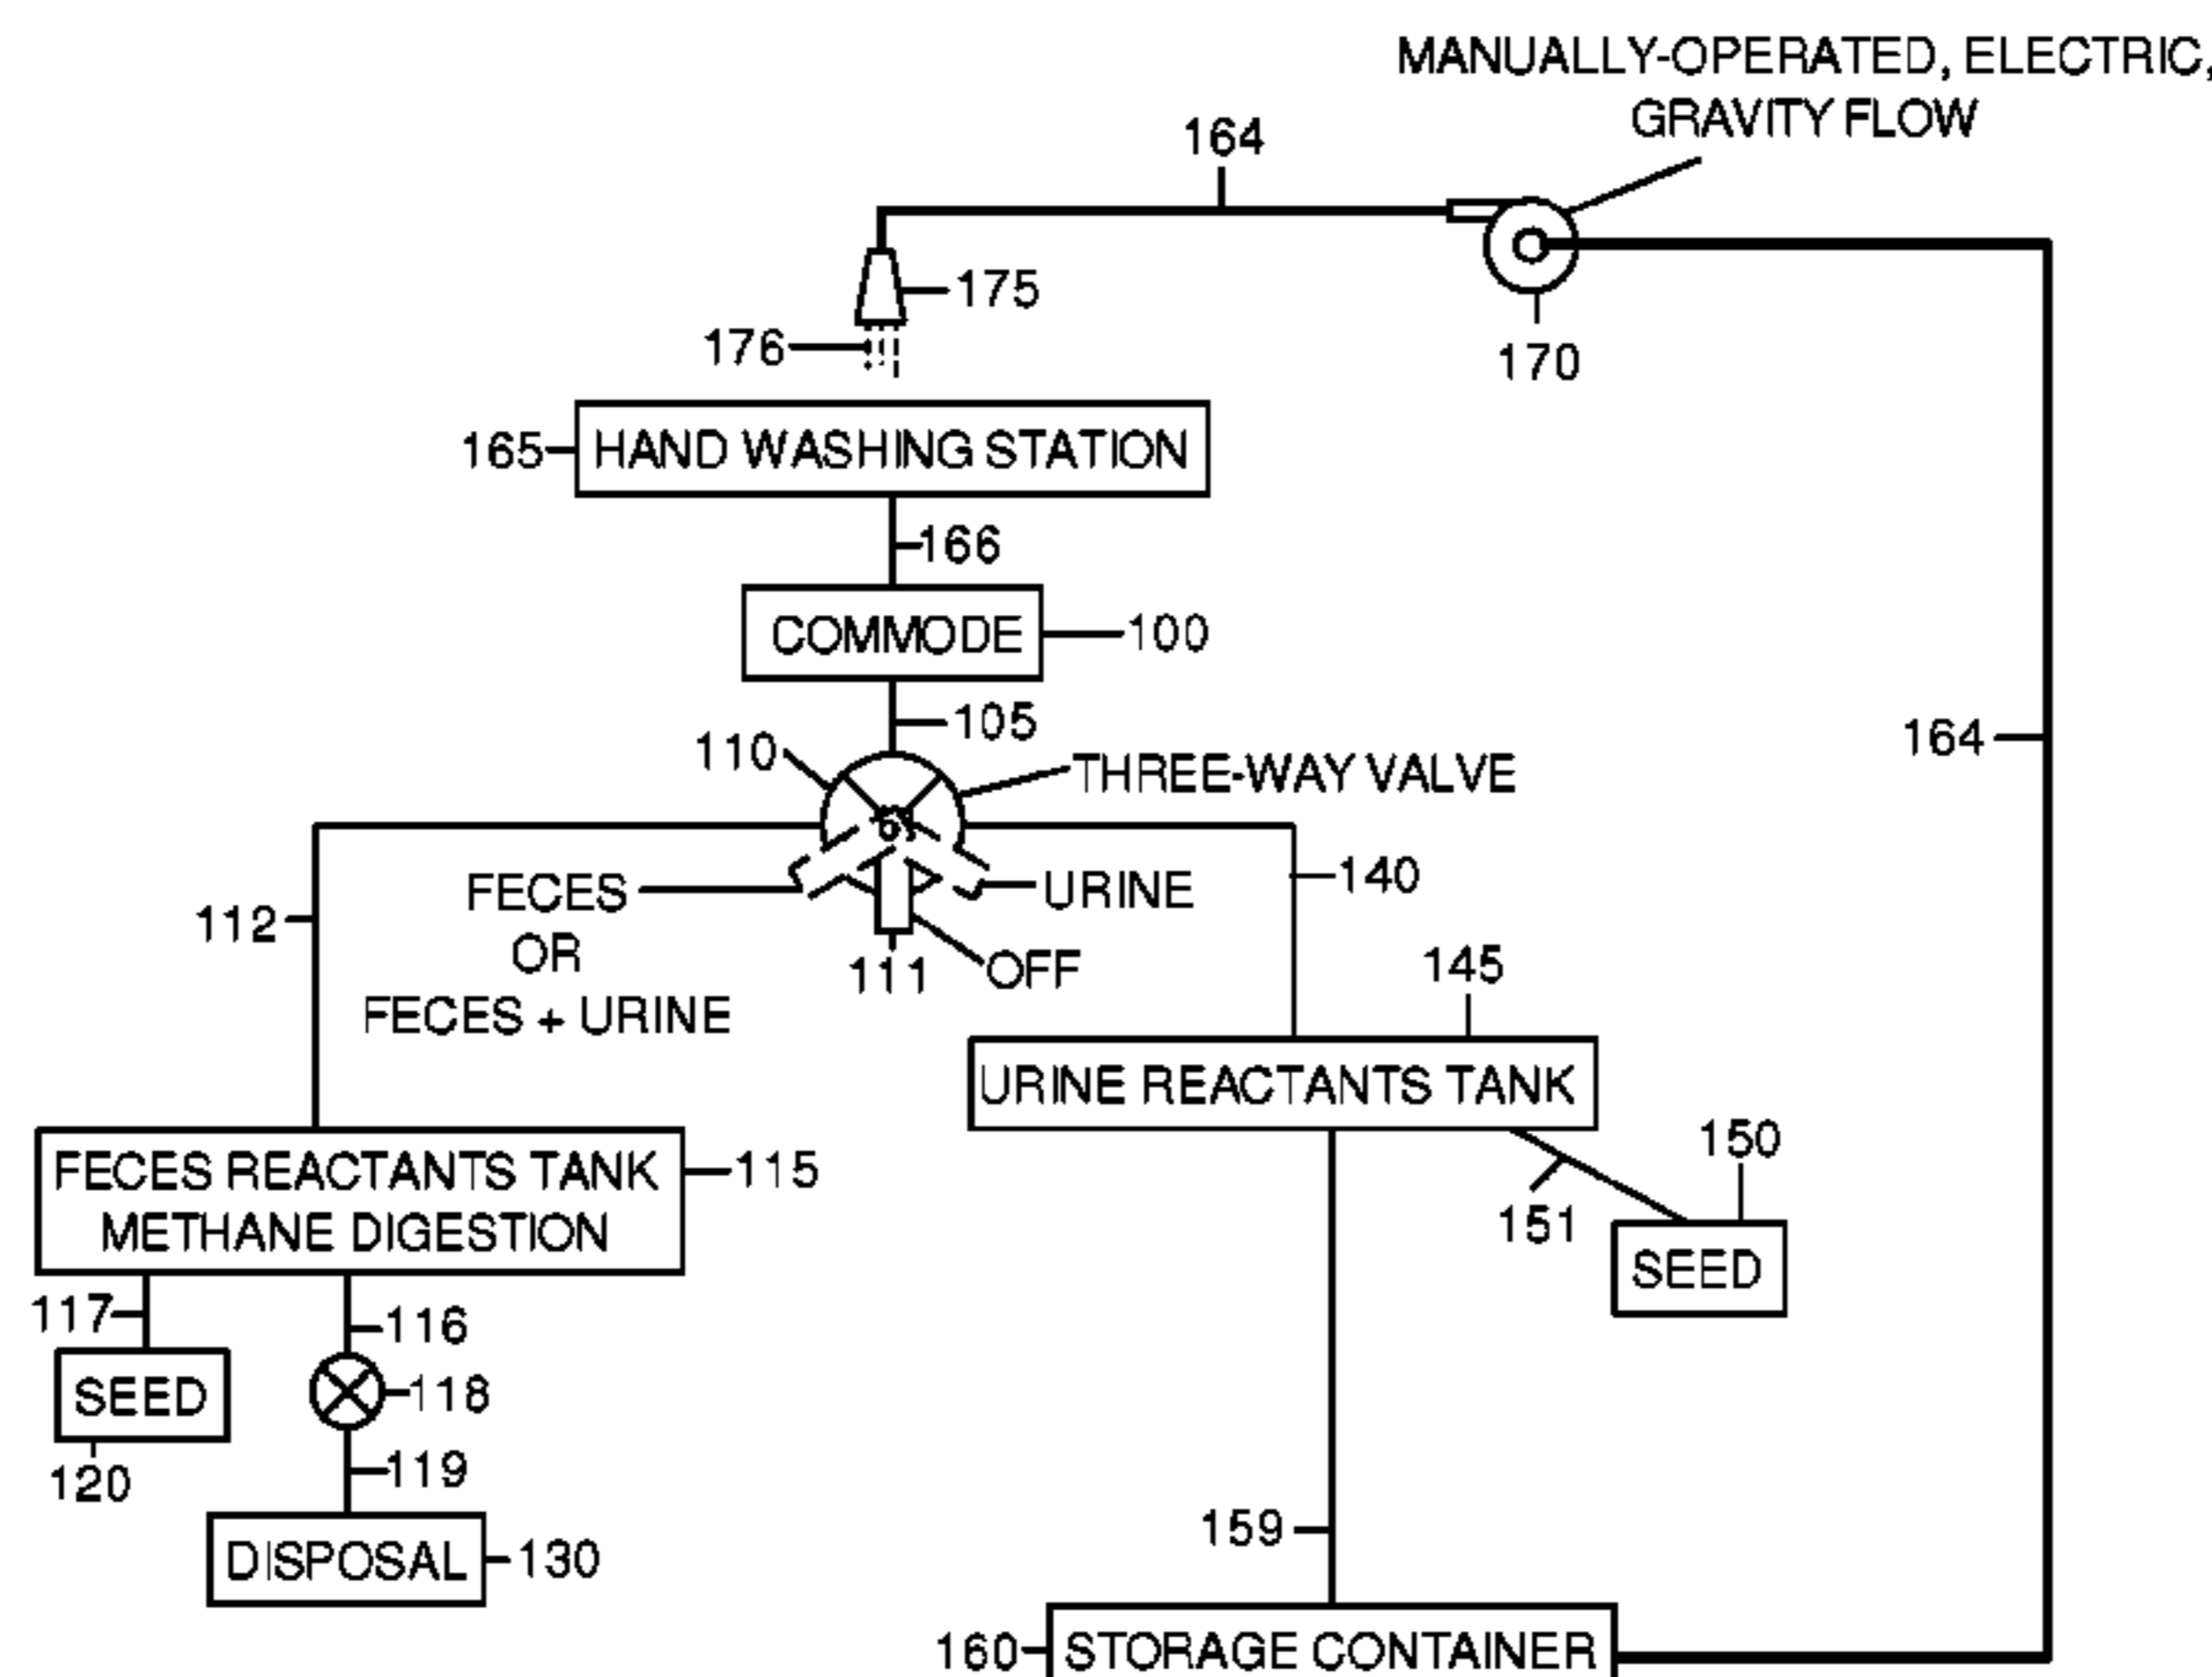 MANUALLY-OPERATED, ELECTRIC,
GRAVITY FLOW
164
175
176
170
165
HAND WASHING STATION
166
COMMODE
100
105
110
THREE-WAY VALVE
164
FECES
OR
FECES + URINE
URINE
140
112
111
OFF
145
URINE REACTANTS TANK
150
151
SEED
FECES REACTANTS TANK
METHANE DIGESTION
115
117
116
SEED
118
120
119
DISPOSAL
130
159
160
STORAGE CONTAINER